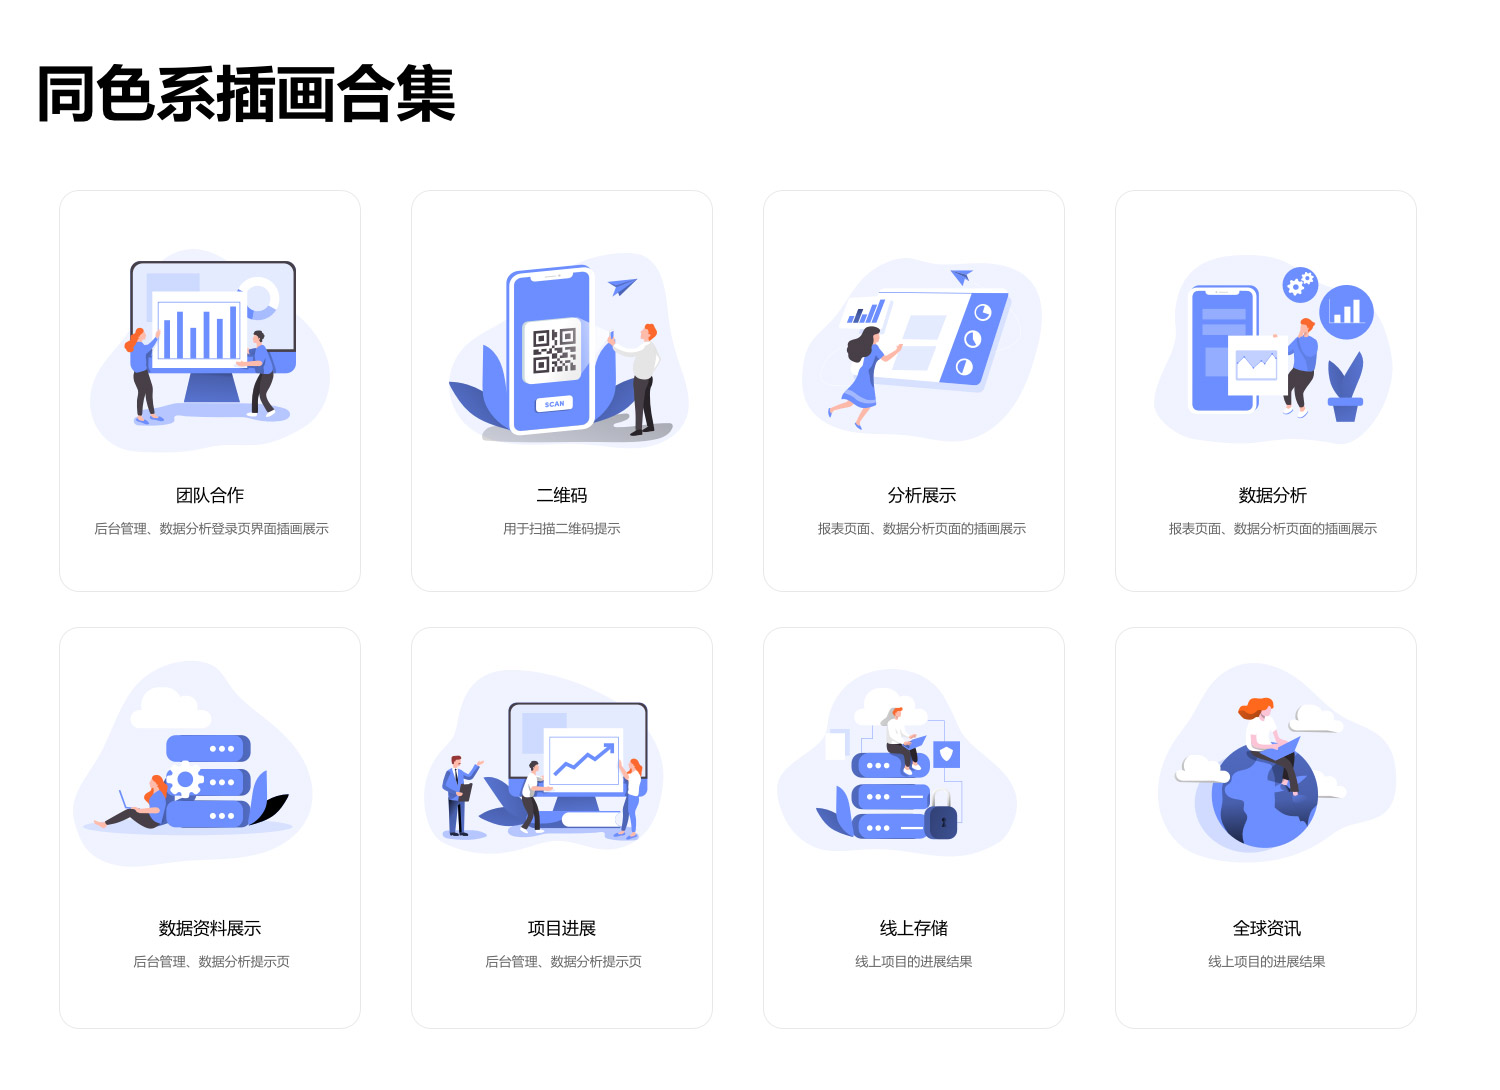 同色系插画合集
SCAN
团队合作
后台管理、数据分析登录页界面插画展示
二维码
用于扫描二维码提示
分析展示
报表页面、数据分析页面的插画展示
数据分析
报表页面、数据分析页面的插画展示
数据资料展示
后台管理、数据分析提示页
项目进展
后台管理、数据分析提示页
线上存储
线上项目的进展结果
全球资讯
线上项目的进展结果